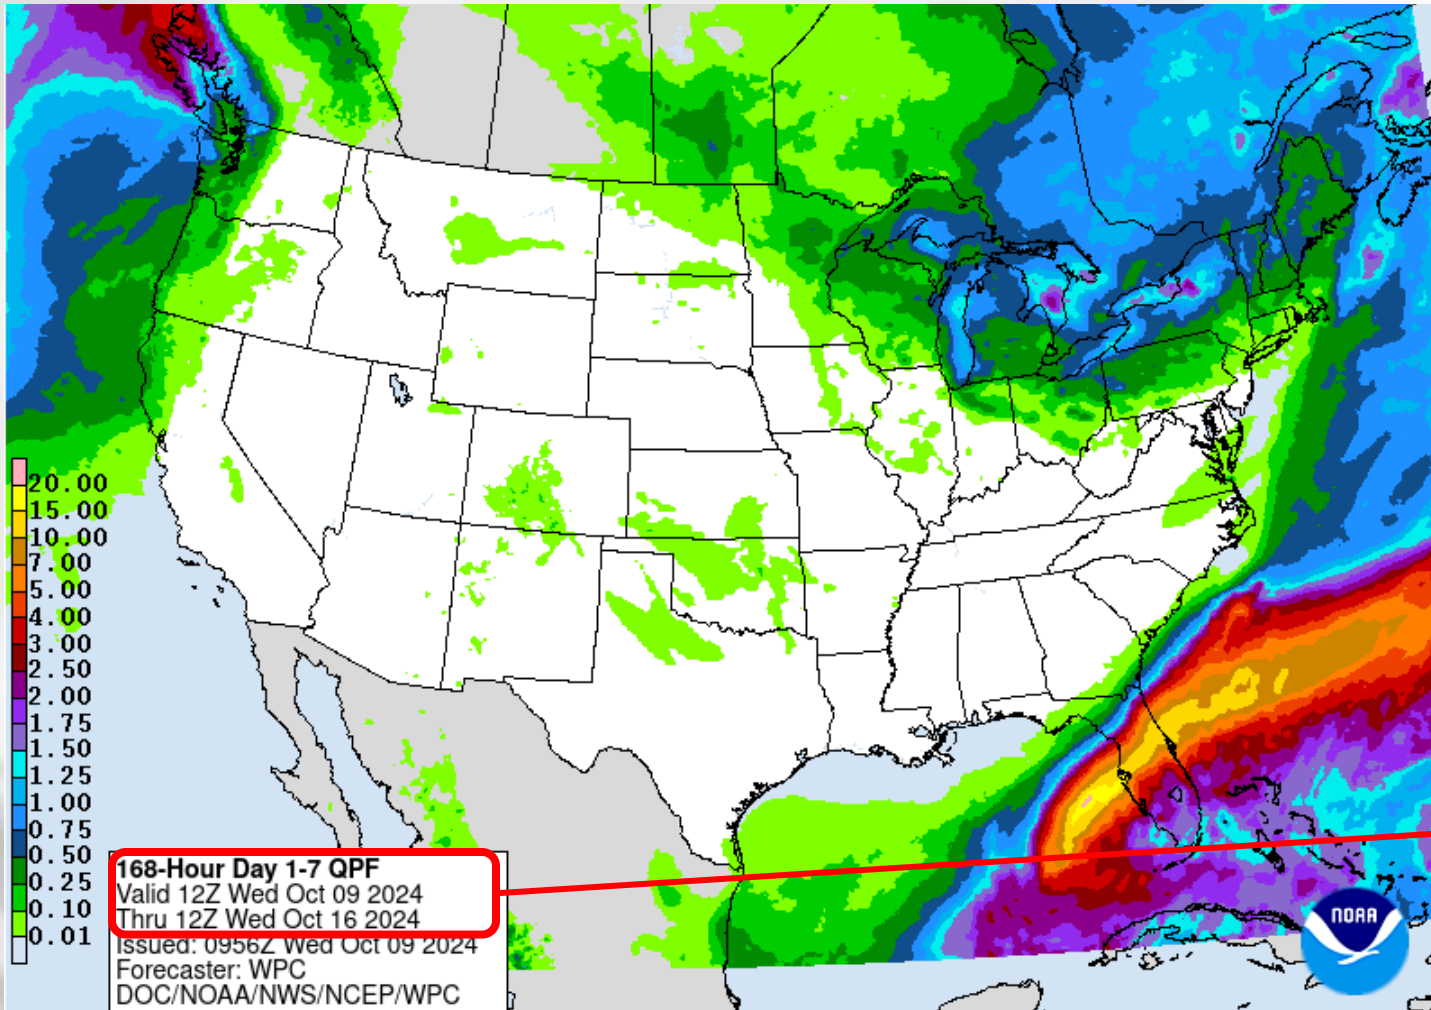 20.00
15.00
10.00
7.00
5.00
4.00
3.00
2.50
2.00
1.75
1.50
1.25
1.00
0.75
0.50
0.25
0.10
0.01
168-Hour Day 1-7 QPF
Valid 12Z Wed Oct 09 2024
Thru 12Z Wed Oct 16 2024
Issued: 0956Z Wed Oct 09 2024
Forecaster: WPC
DOC/NOAA/NWS/NCEP/WPC
NOAA